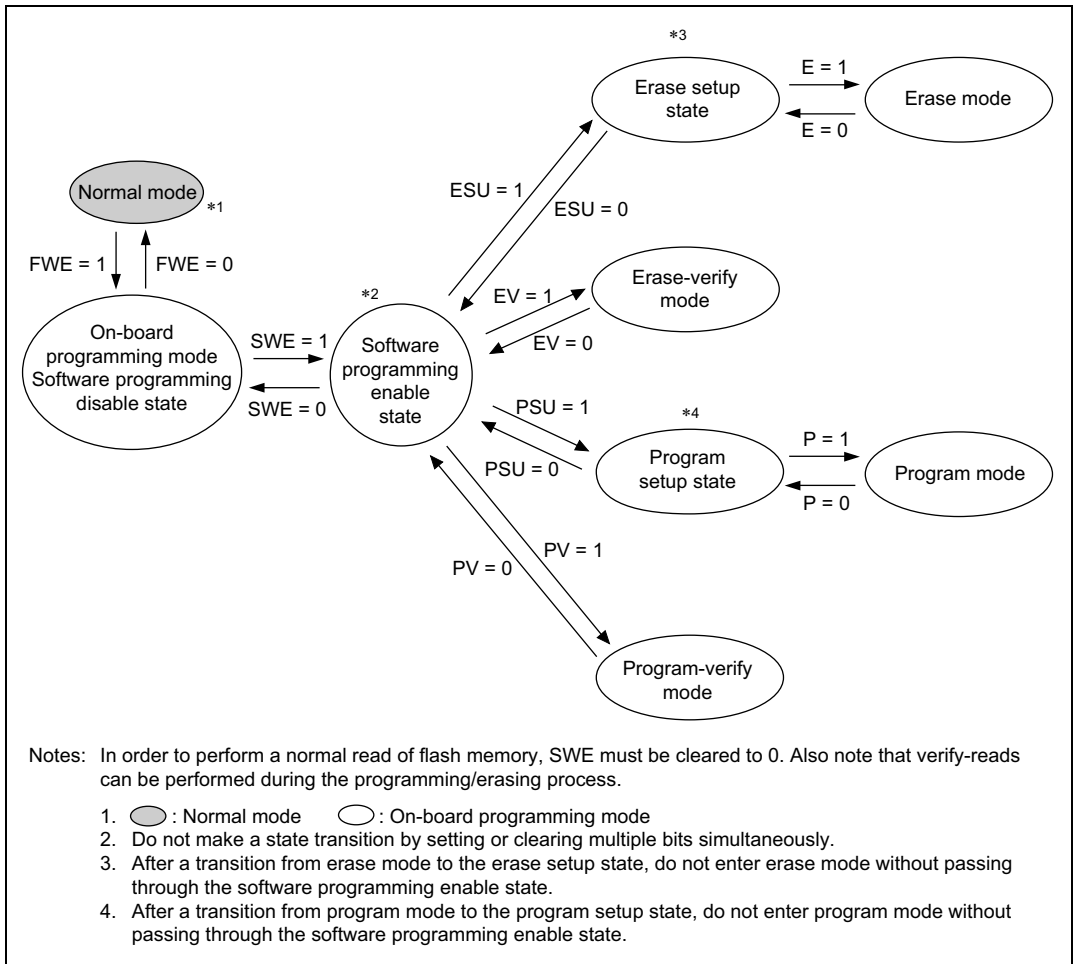 *3
Erase setup
state
E = 1
E = 0
Erase mode
Normal mode
*1
ESU = 1
ESU = 0
FWE = 1
FWE = 0
*2
EV = 1
EV = 0
Erase-verify
mode
On-board
programming mode
Software programming
disable state
SWE = 1
SWE = 0
Software
programming
enable
state
PSU = 1
PSU = 0
*4
Program
setup state
P = 1
P = 0
Program mode
PV = 1
PV = 0
Program-verify
mode
Notes: In order to perform a normal read of flash memory, SWE must be cleared to 0. Also note that verify-reads
can be performed during the programming/erasing process.
1. : Normal mode : On-board programming mode
2. Do not make a state transition by setting or clearing multiple bits simultaneously.
3. After a transition from erase mode to the erase setup state, do not enter erase mode without passing
through the software programming enable state.
4. After a transition from program mode to the program setup state, do not enter program mode without
passing through the software programming enable state.